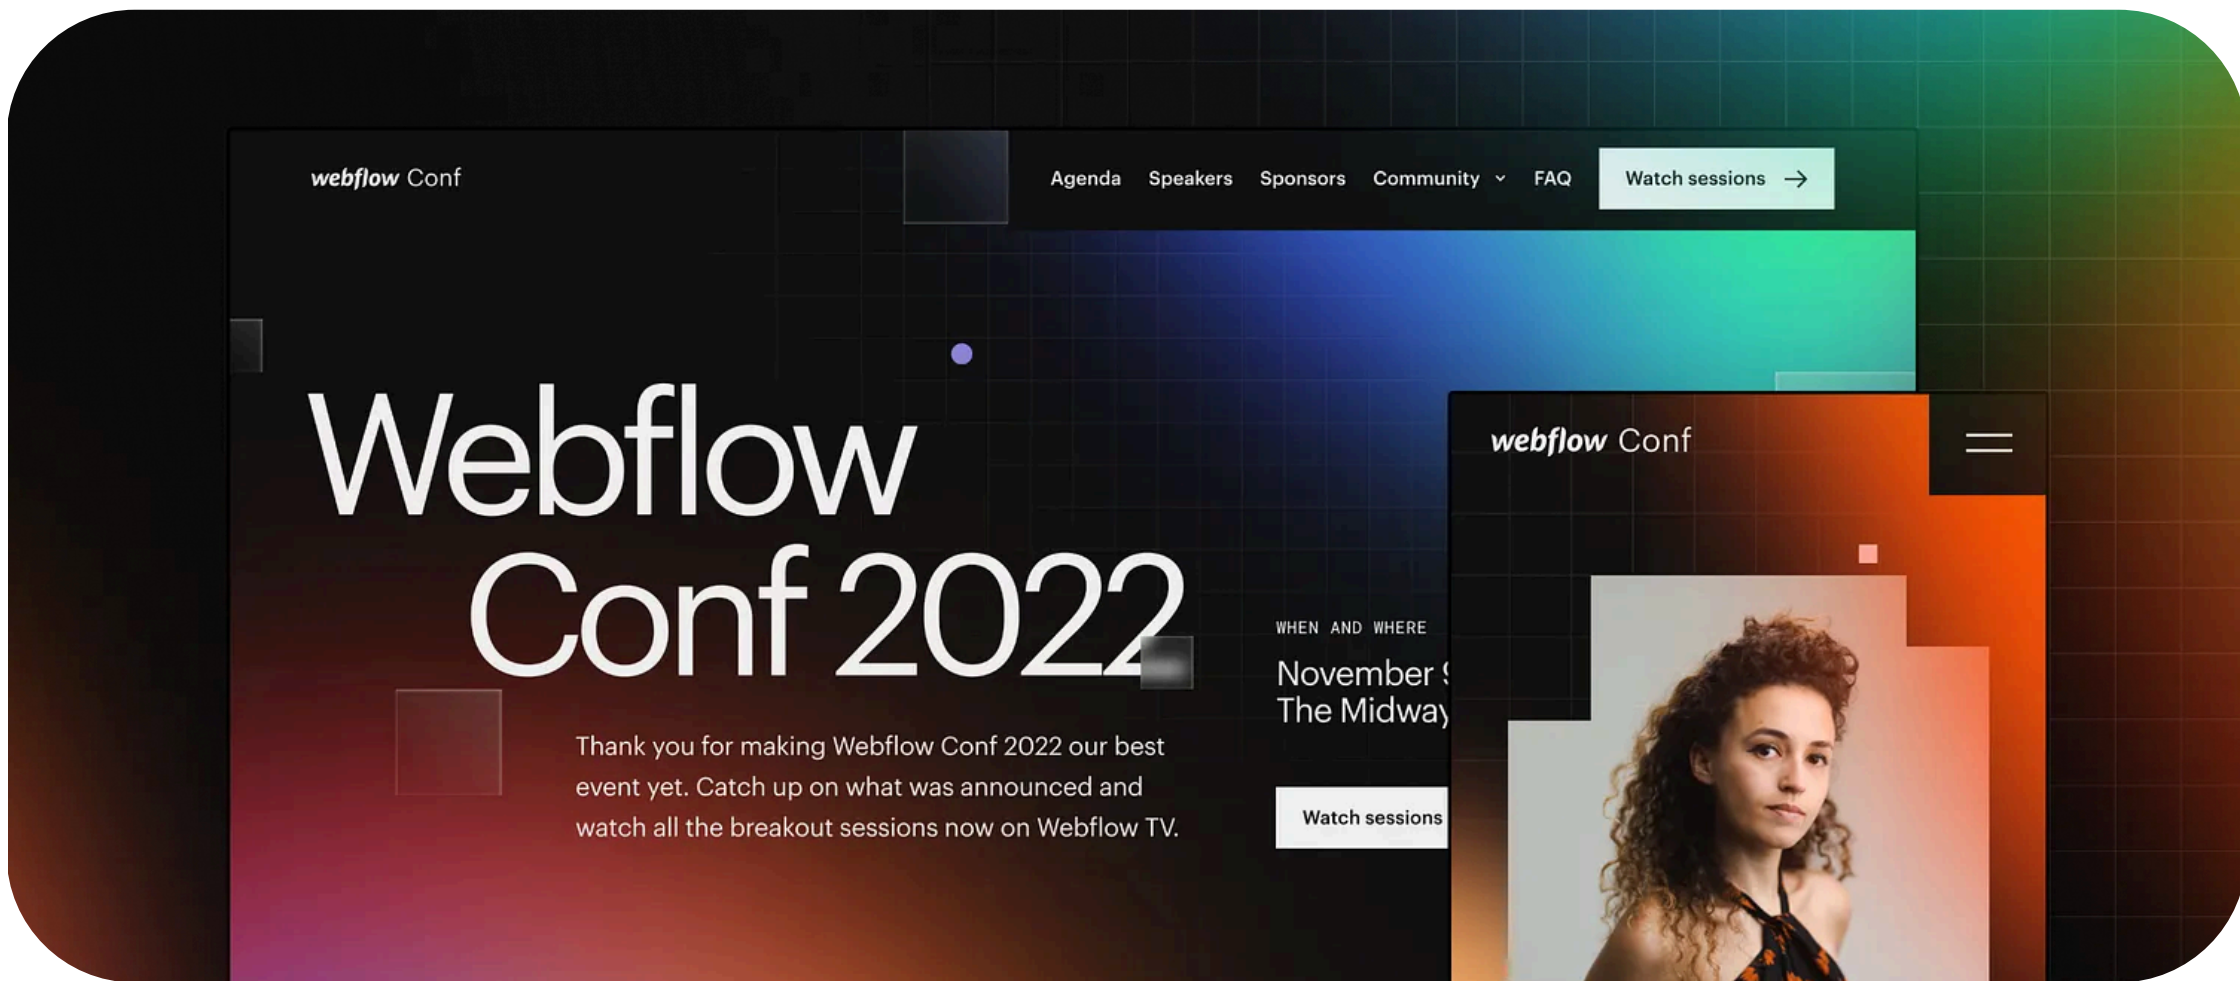 webflow Conf
Agenda Speakers Sponsors Community FAQ Watch sessions
Webflow
Conf 2022
Thank you for making Webflow Conf 2022 our best
event yet. Catch up on what was announced and
watch all the breakout sessions now on Webflow TV.
WHEN AND WHERE
November
The Midway
Watch sessions
webflow Conf